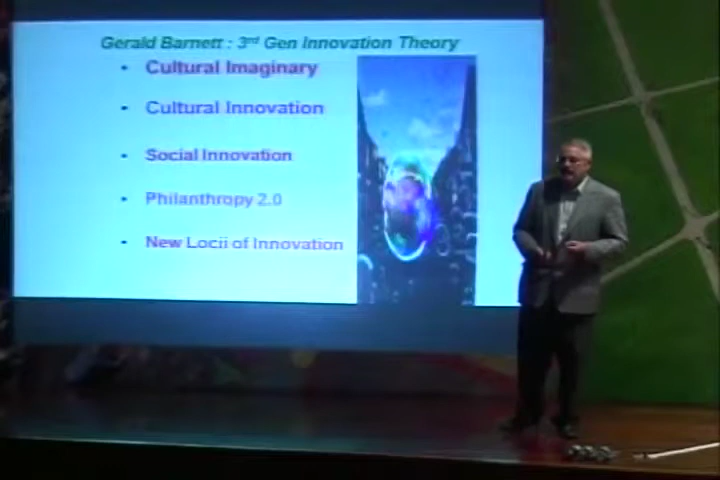 Gerald Barnett : 3rd Gen Innovation Theory
• Cultural Imaginary
• Cultural Innovation
• Social Innovation
• Philanthropy 2.0
• New Locii of Innovation